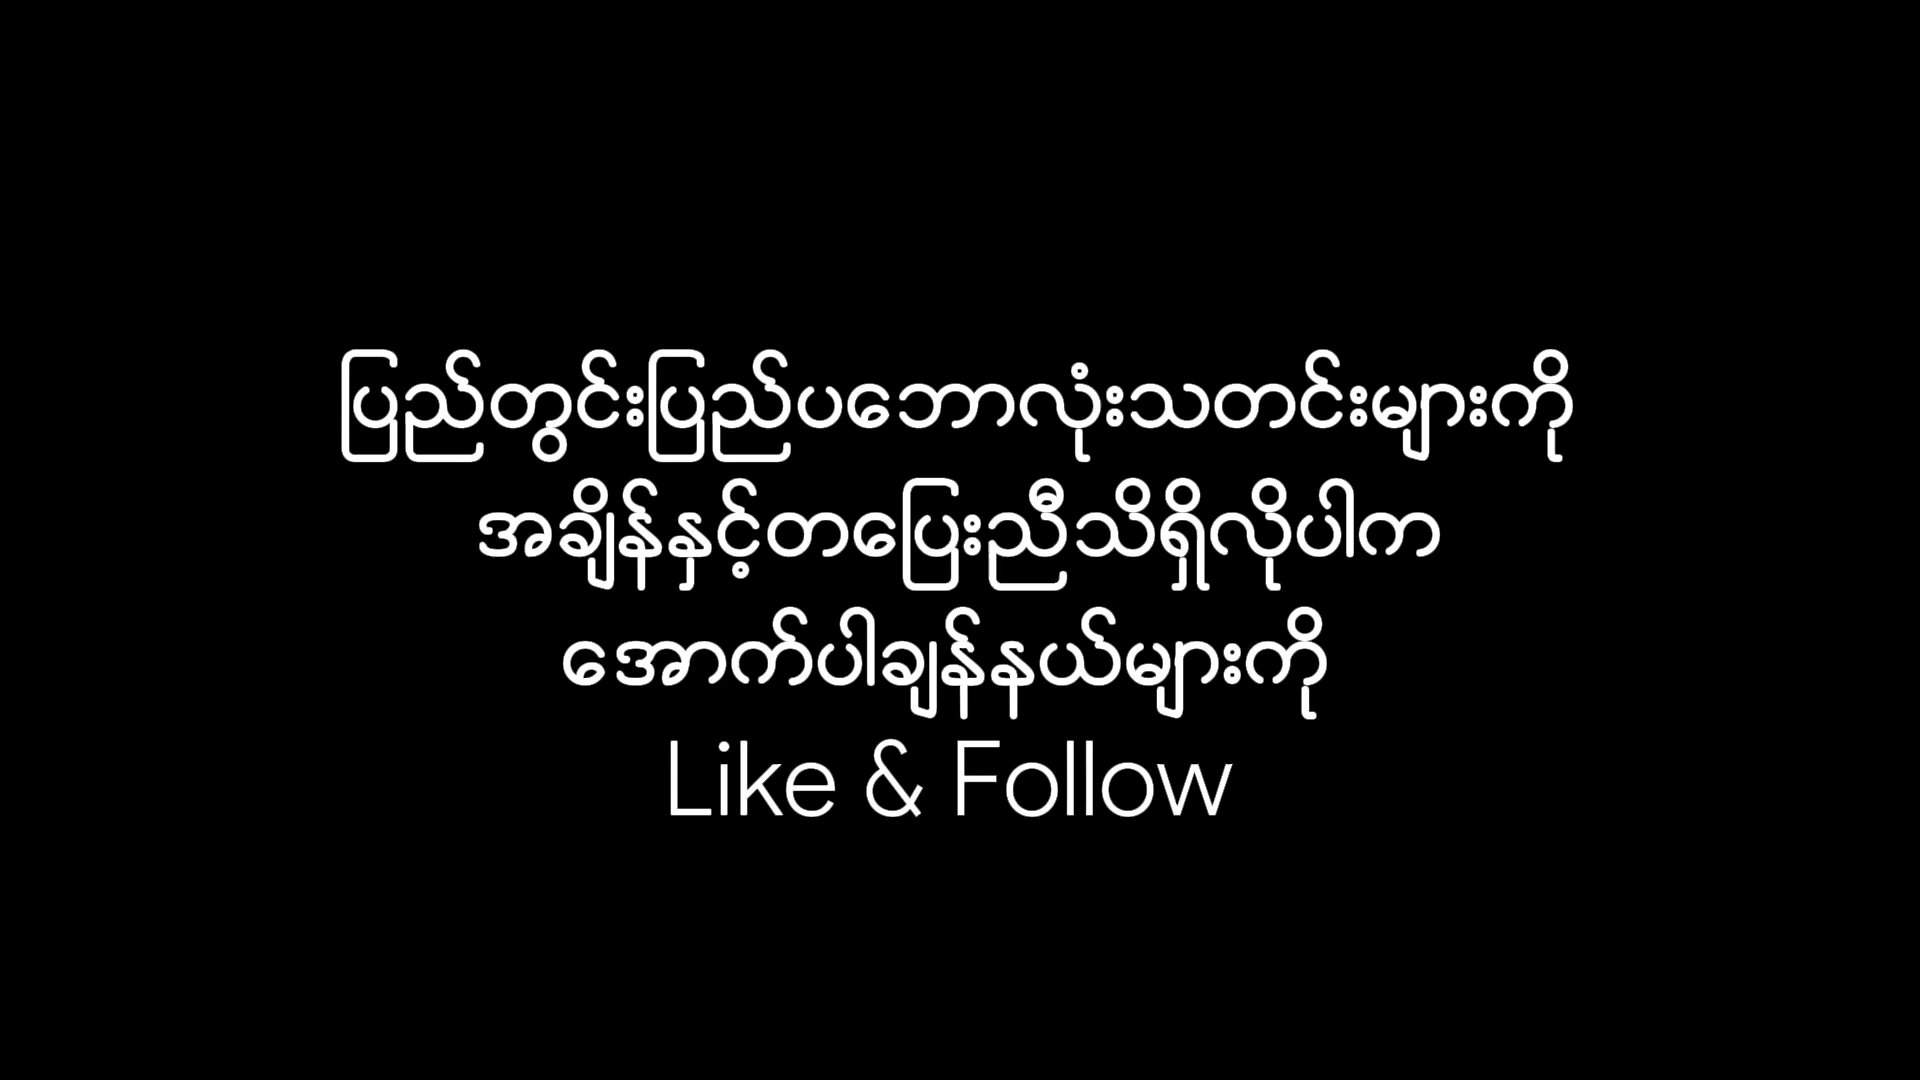 ပြည်တွင်းပြည်ပဘောလုံးသတင်းများကို
အချိန်နှင့်တပြေးညီသိရှိလိုပါက
အောက်ပါချန်နယ်များကို
Like & Follow